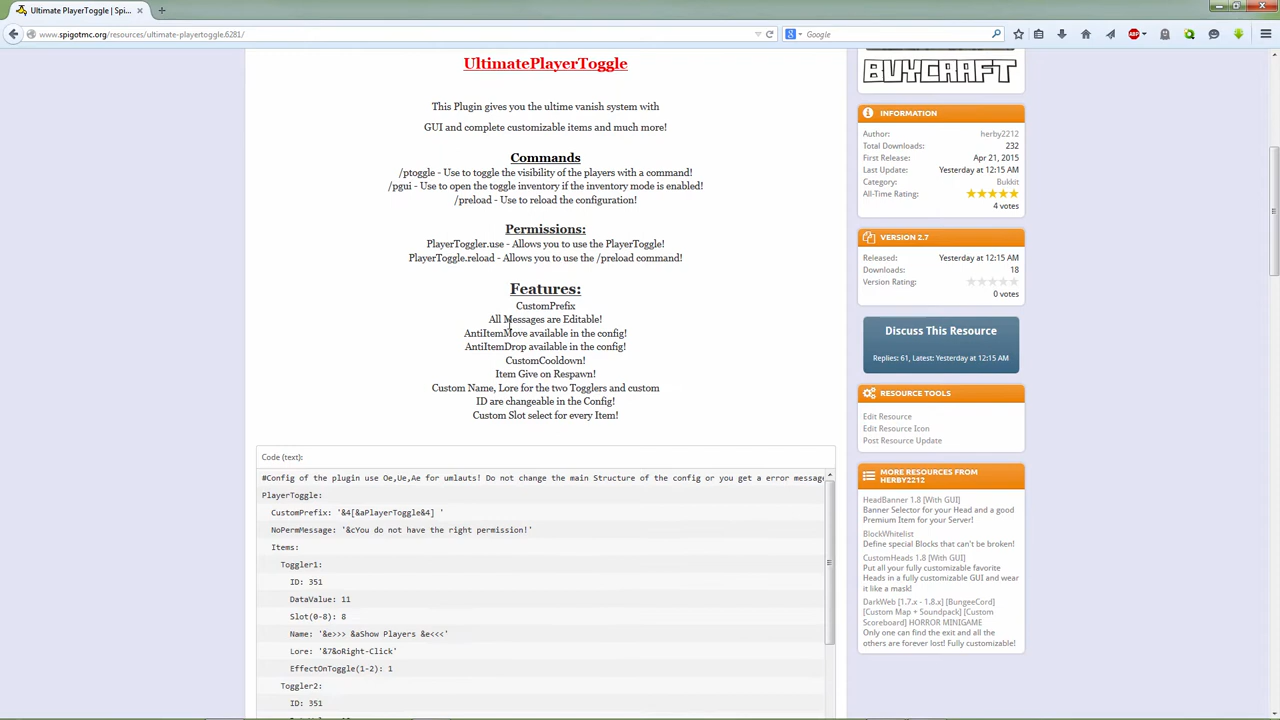 Ultimate PlayerToggle | Spi...
www.spigotmc.org/resources/ultimate-playertoggle.6281/
Google
ABP
UltimatePlayerToggle
This Plugin gives you the ultime vanish system with
GUI and complete customizable items and much more!
Commands
/ptoggle - Use to toggle the visibility of the players with a command!
/pgui - Use to open the toggle inventory if the inventory mode is enabled!
/preload - Use to reload the configuration!
Permissions:
PlayerToggler.use - Allows you to use the PlayerToggle!
PlayerToggle.reload - Allows you to use the /preload command!
Features:
CustomPrefix
All Messages are Editable!
AntiItemMove available in the config!
AntiItemDrop available in the config!
CustomCooldown!
Item Give on Respawn!
Custom Name, Lore for the two Togglers and custom
ID are changeable in the Config!
Custom Slot select for every Item!
Code (text):
#Config of the plugin use Oe,Ue,Ae for umlauts! Do not change the main Structure of the config or you get a error message
PlayerToggle:
CustomPrefix: '&4[&aPlayerToggle&4] '
NoPermMessage: '&cYou do not have the right permission!'
Items:
Toggler1:
ID: 351
DataValue: 11
Slot(0-8): 8
Name: '&e>>> &aShow Players &e<<<'
Lore: '&7&oRight-Click'
EffectOnToggle(1-2): 1
Toggler2:
ID: 351
BUYCRAFT
INFORMATION
Author: herby2212
Total Downloads: 232
First Release: Apr 21, 2015
Last Update: Yesterday at 12:15 AM
Category: Bukkit
All-Time Rating:
4 votes
VERSION 2.7
Released: Yesterday at 12:15 AM
Downloads: 18
Version Rating:
0 votes
Discuss This Resource
Replies: 61, Latest: Yesterday at 12:15 AM
RESOURCE TOOLS
Edit Resource
Edit Resource Icon
Post Resource Update
MORE RESOURCES FROM
HERBY2212
HeadBanner 1.8 [With GUI]
Banner Selector for your Head and a good
Premium Item for your Server!
BlockWhitelist
Define special Blocks that can't be broken!
CustomHeads 1.8 [With GUI]
Put all your fully customizable favorite
Heads in a fully customizable GUI and wear
it like a mask!
DarkWeb [1.7.x - 1.8.x] [BungeeCord]
[Custom Map + Soundpack] [Custom
Scoreboard] HORROR MINIGAME
Only one can find the exit and all the
others are forever lost! Fully customizable!